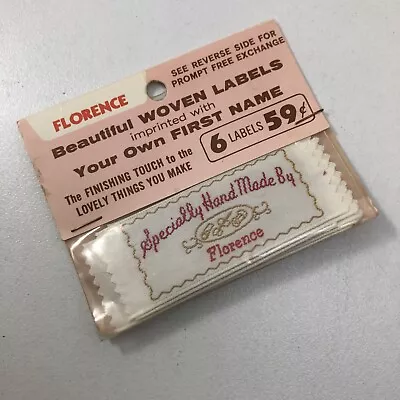 FLORENCE
SEE REVERSE SIDE FOR
PROMPT FREE EXCHANGE
Beautiful WOVEN LABELS
imprinted with
Your Own FIRST NAME
The FINISHING TOUCH to the
LOVELY THINGS YOU MAKE
6 LABELS 59¢
Specially Hand Made By
Florence